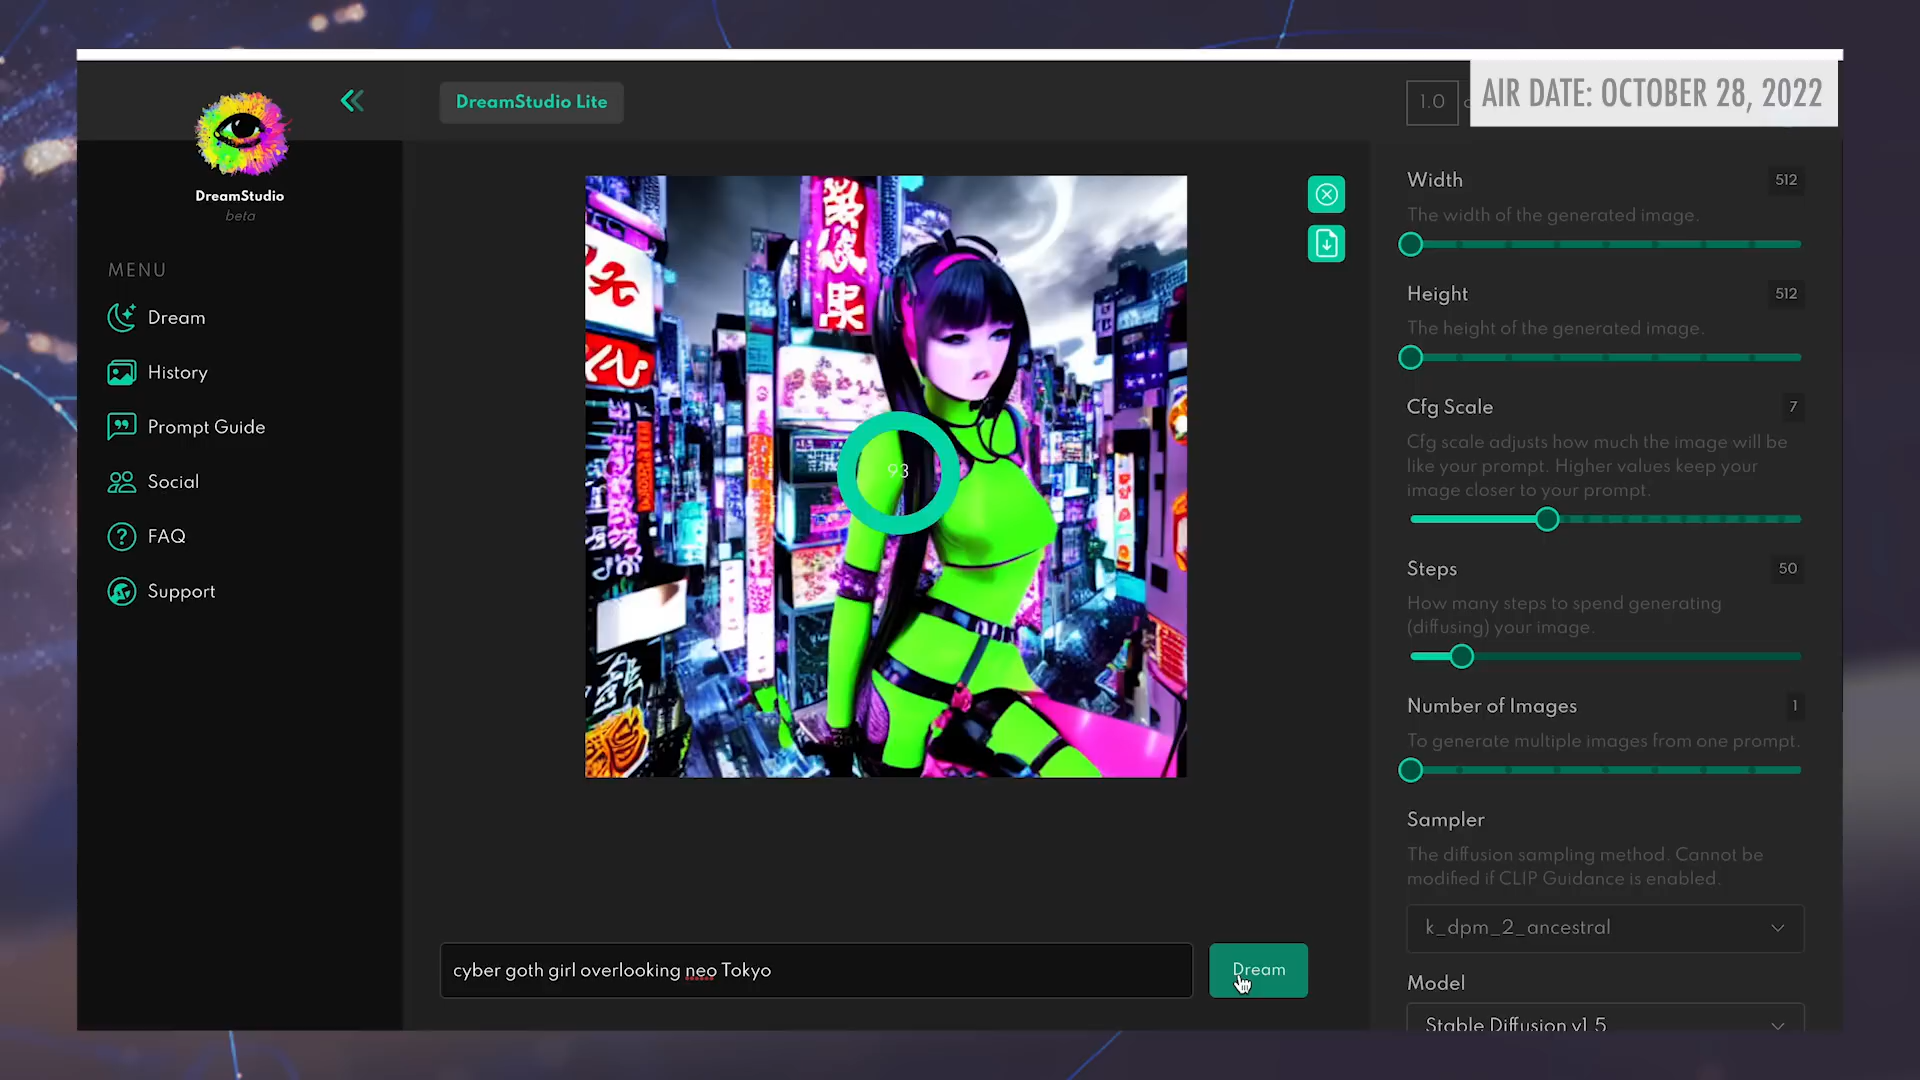 AIR DATE: OCTOBER 28, 2022
DreamStudio Lite
1.0
DreamStudio
beta
MENU
Dream
History
Prompt Guide
Social
FAQ
Support
93
cyber goth girl overlooking neo Tokyo
Dream
Width
512
The width of the generated image.
Height
512
The height of the generated image.
Cfg Scale
7
Cfg scale adjusts how much the image will be
like your prompt. Higher values keep your
image closer to your prompt.
Steps
50
How many steps to spend generating
(diffusing) your image.
Number of Images
1
To generate multiple images from one prompt.
Sampler
The diffusion sampling method. Cannot be
modified if CLIP Guidance is enabled.
k_dpm_2_ancestral
Model
Stable Diffusion v1.5